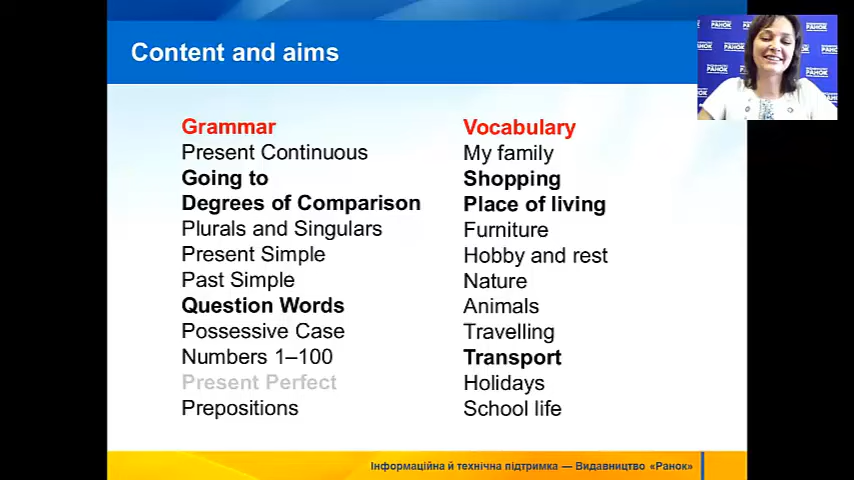 Content and aims
Grammar
Present Continuous
Going to
Degrees of Comparison
Plurals and Singulars
Present Simple
Past Simple
Question Words
Possessive Case
Numbers 1–100
Present Perfect
Prepositions
Vocabulary
My family
Shopping
Place of living
Furniture
Hobby and rest
Nature
Animals
Travelling
Transport
Holidays
School life
Інформаційна й технічна підтримка — Видавництво «Ранок»
РАНОК
РАНОК